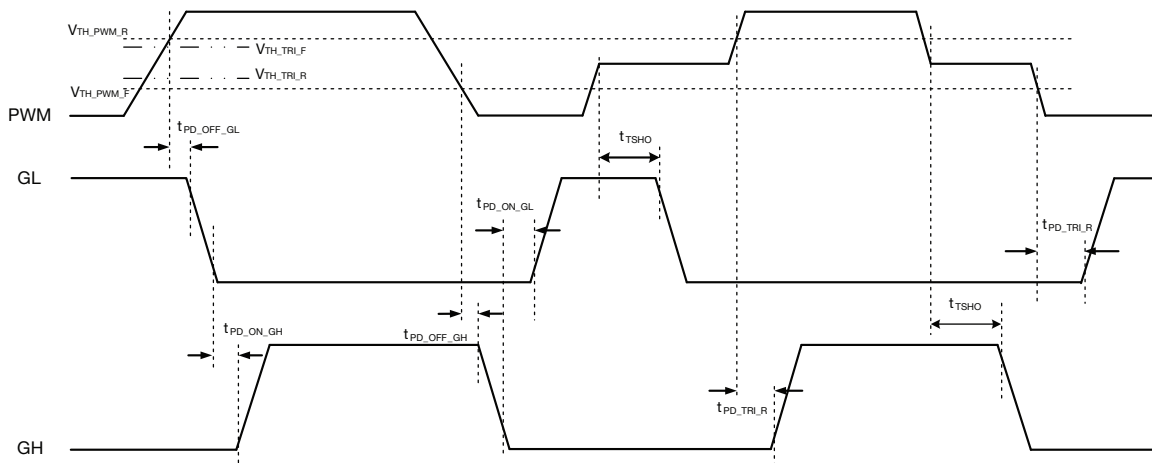 VTH_PWM_R
VTH_TRI_F
VTH_TRI_R
VTH_PWM_F
PWM
tPD_OFF_GL
tTSHO
GL
tPD_ON_GL
tPD_TRI_R
tTSHO
tPD_ON_GH
tPD_OFF_GH
tPD_TRI_R
GH